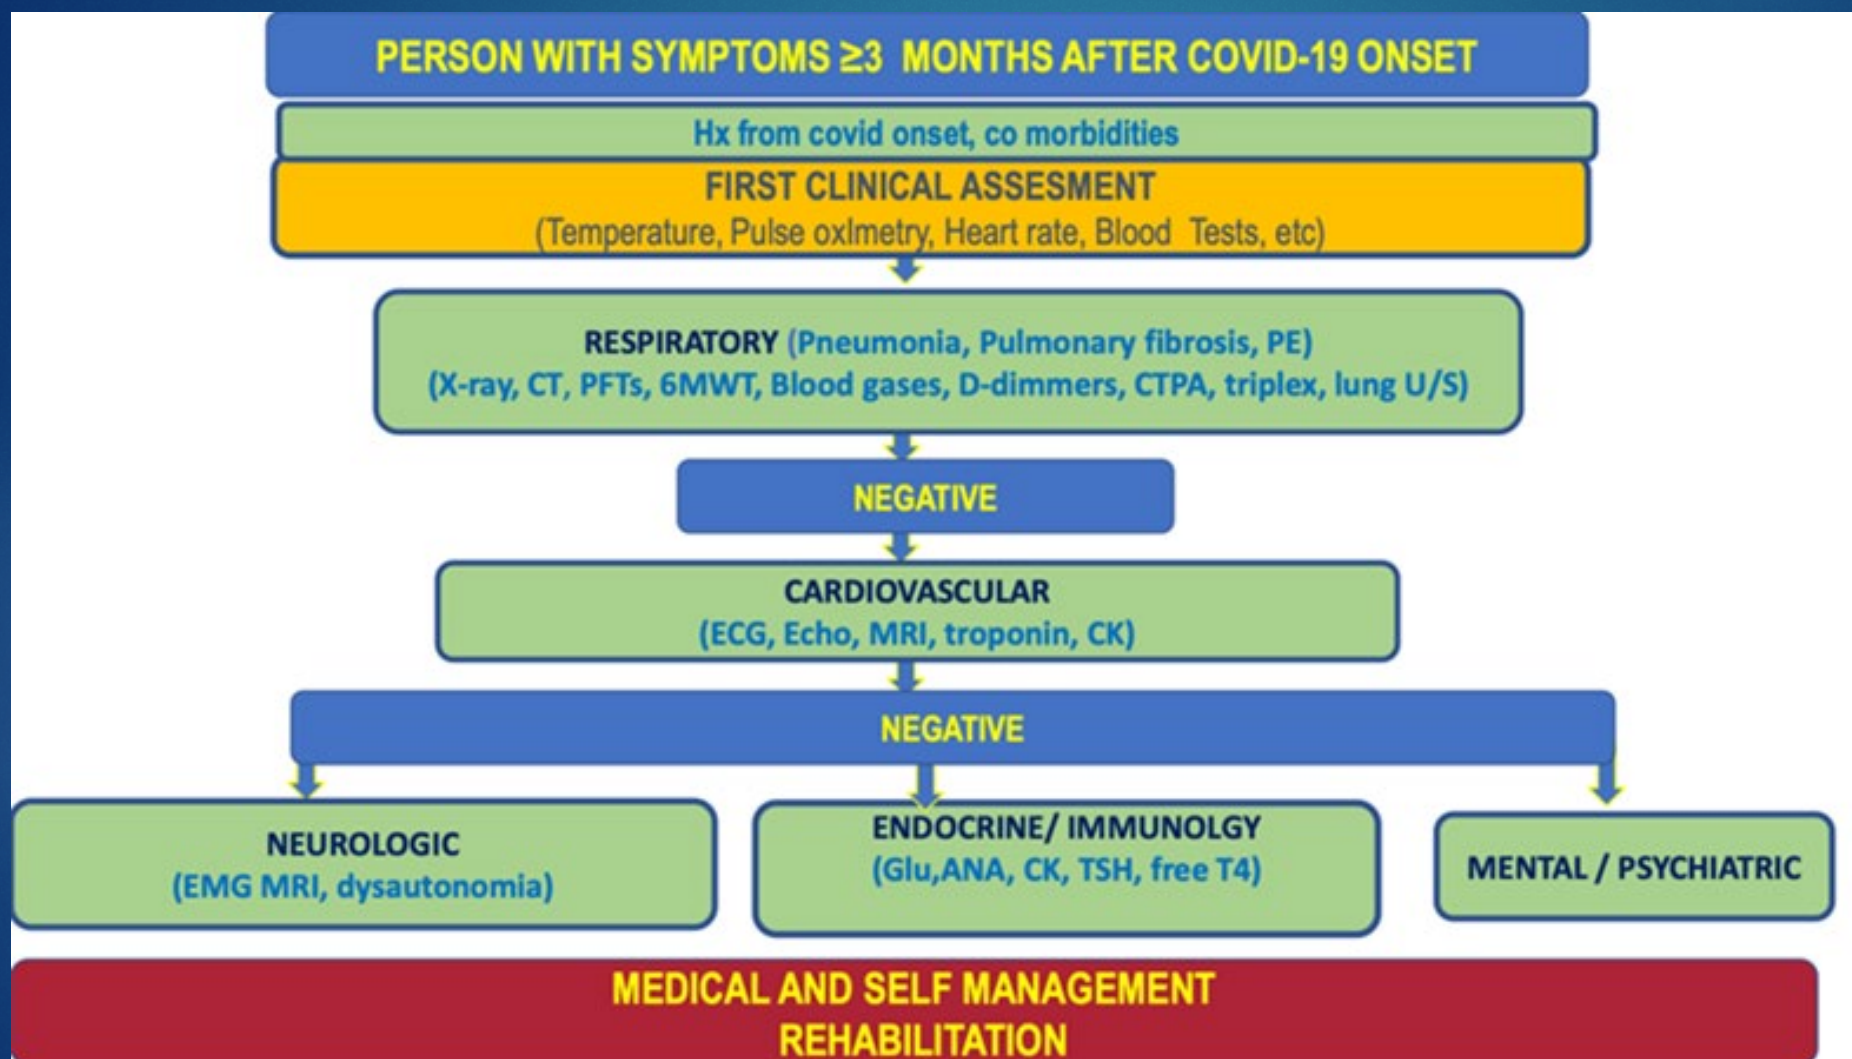 PERSON WITH SYMPTOMS ≥3 MONTHS AFTER COVID-19 ONSET
Hx from covid onset, co morbidities
FIRST CLINICAL ASSESMENT
(Temperature, Pulse oxImetry, Heart rate, Blood Tests, etc)
RESPIRATORY (Pneumonia, Pulmonary fibrosis, PE)
(X-ray, CT, PFTs, 6MWT, Blood gases, D-dimmers, CTPA, triplex, lung U/S)
NEGATIVE
CARDIOVASCULAR
(ECG, Echo, MRI, troponin, CK)
NEGATIVE
NEUROLOGIC
(EMG MRI, dysautonomia)
ENDOCRINE/ IMMUNOLGY
(Glu,ANA, CK, TSH, free T4)
MENTAL / PSYCHIATRIC
MEDICAL AND SELF MANAGEMENT
REHABILITATION